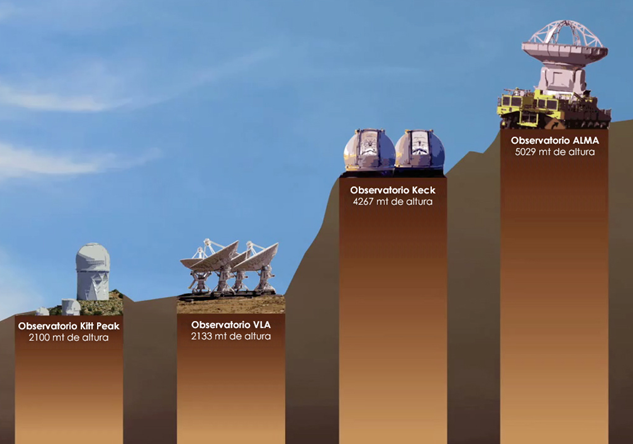 Observatorio Kitt Peak
2100 mt de altura
Observatorio VLA
2133 mt de altura
Observatorio Keck
4267 mt de altura
Observatorio ALMA
5029 mt de altura